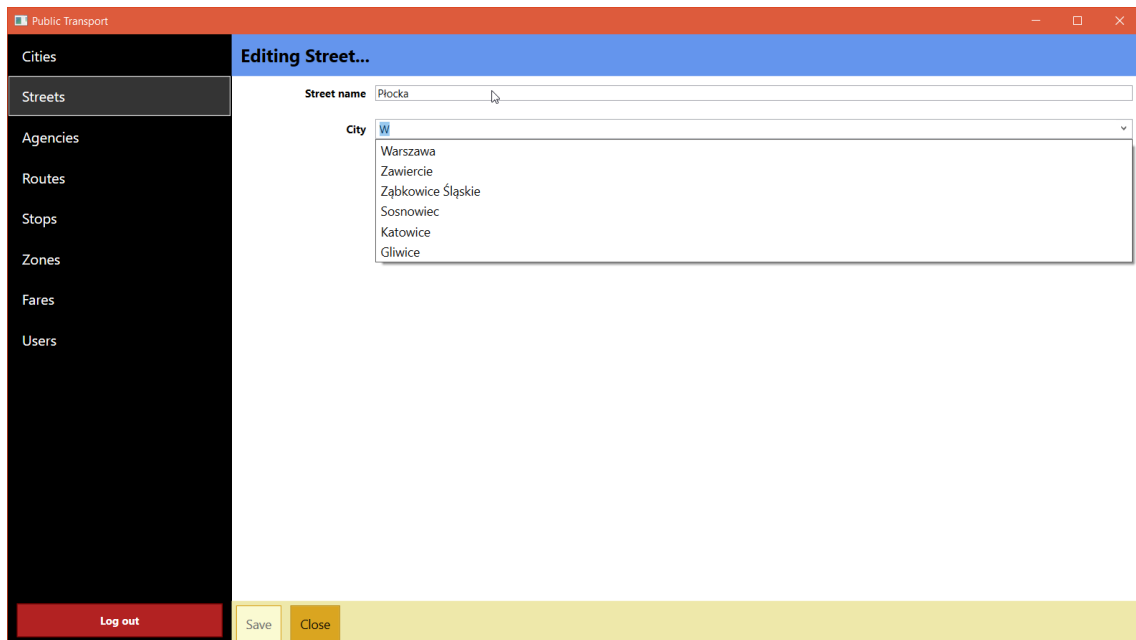 Public Transport
Cities
Streets
Agencies
Routes
Stops
Zones
Fares
Users
Log out
Editing Street...
Street name Płocka
City W
Warszawa
Zawiercie
Ząbkowice Śląskie
Sosnowiec
Katowice
Gliwice
Save Close